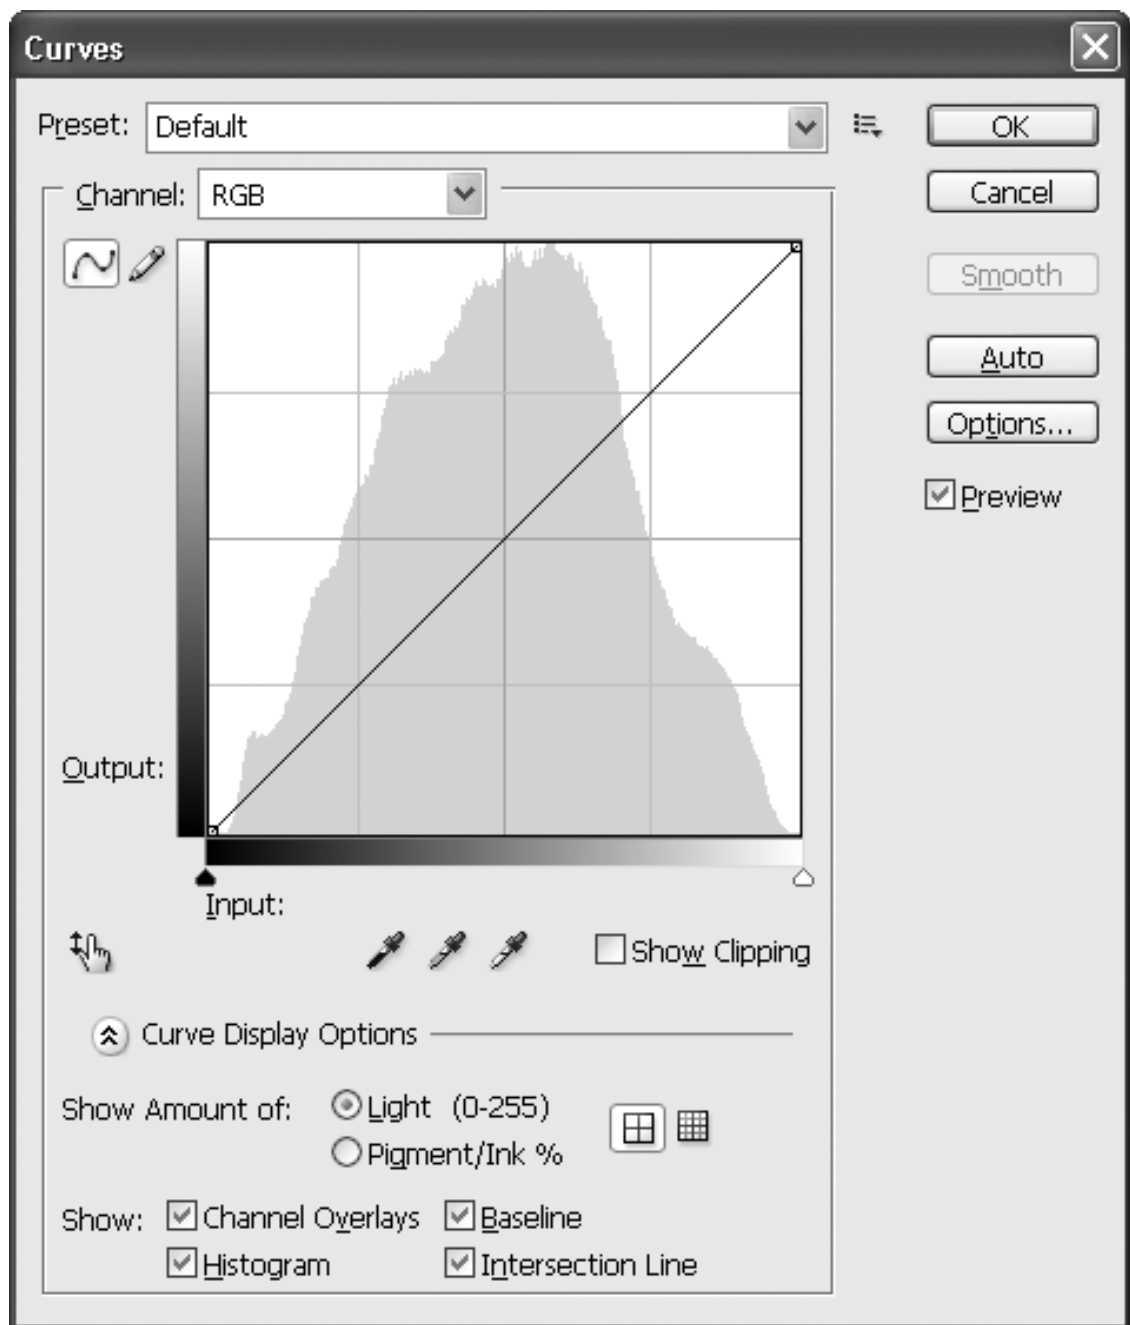 Curves
Preset: Default
OK
Channel: RGB
Cancel
Smooth
Auto
Options...
Preview
Output:
Input:
Show Clipping
Curve Display Options
Show Amount of: Light (0-255)
Pigment/Ink %
Show: Channel Overlays Baseline
Histogram Intersection Line